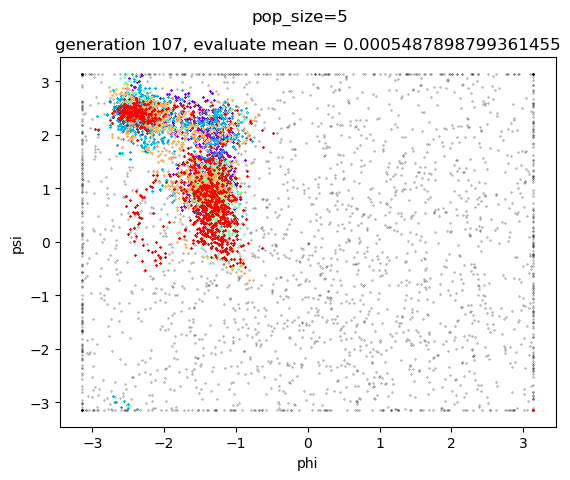 pop_size=5
generation 107, evaluate mean = 0.0005487898799361455
3
2
1
0
−1
−2
−3
psi
−3 −2 −1 0 1 2 3
phi